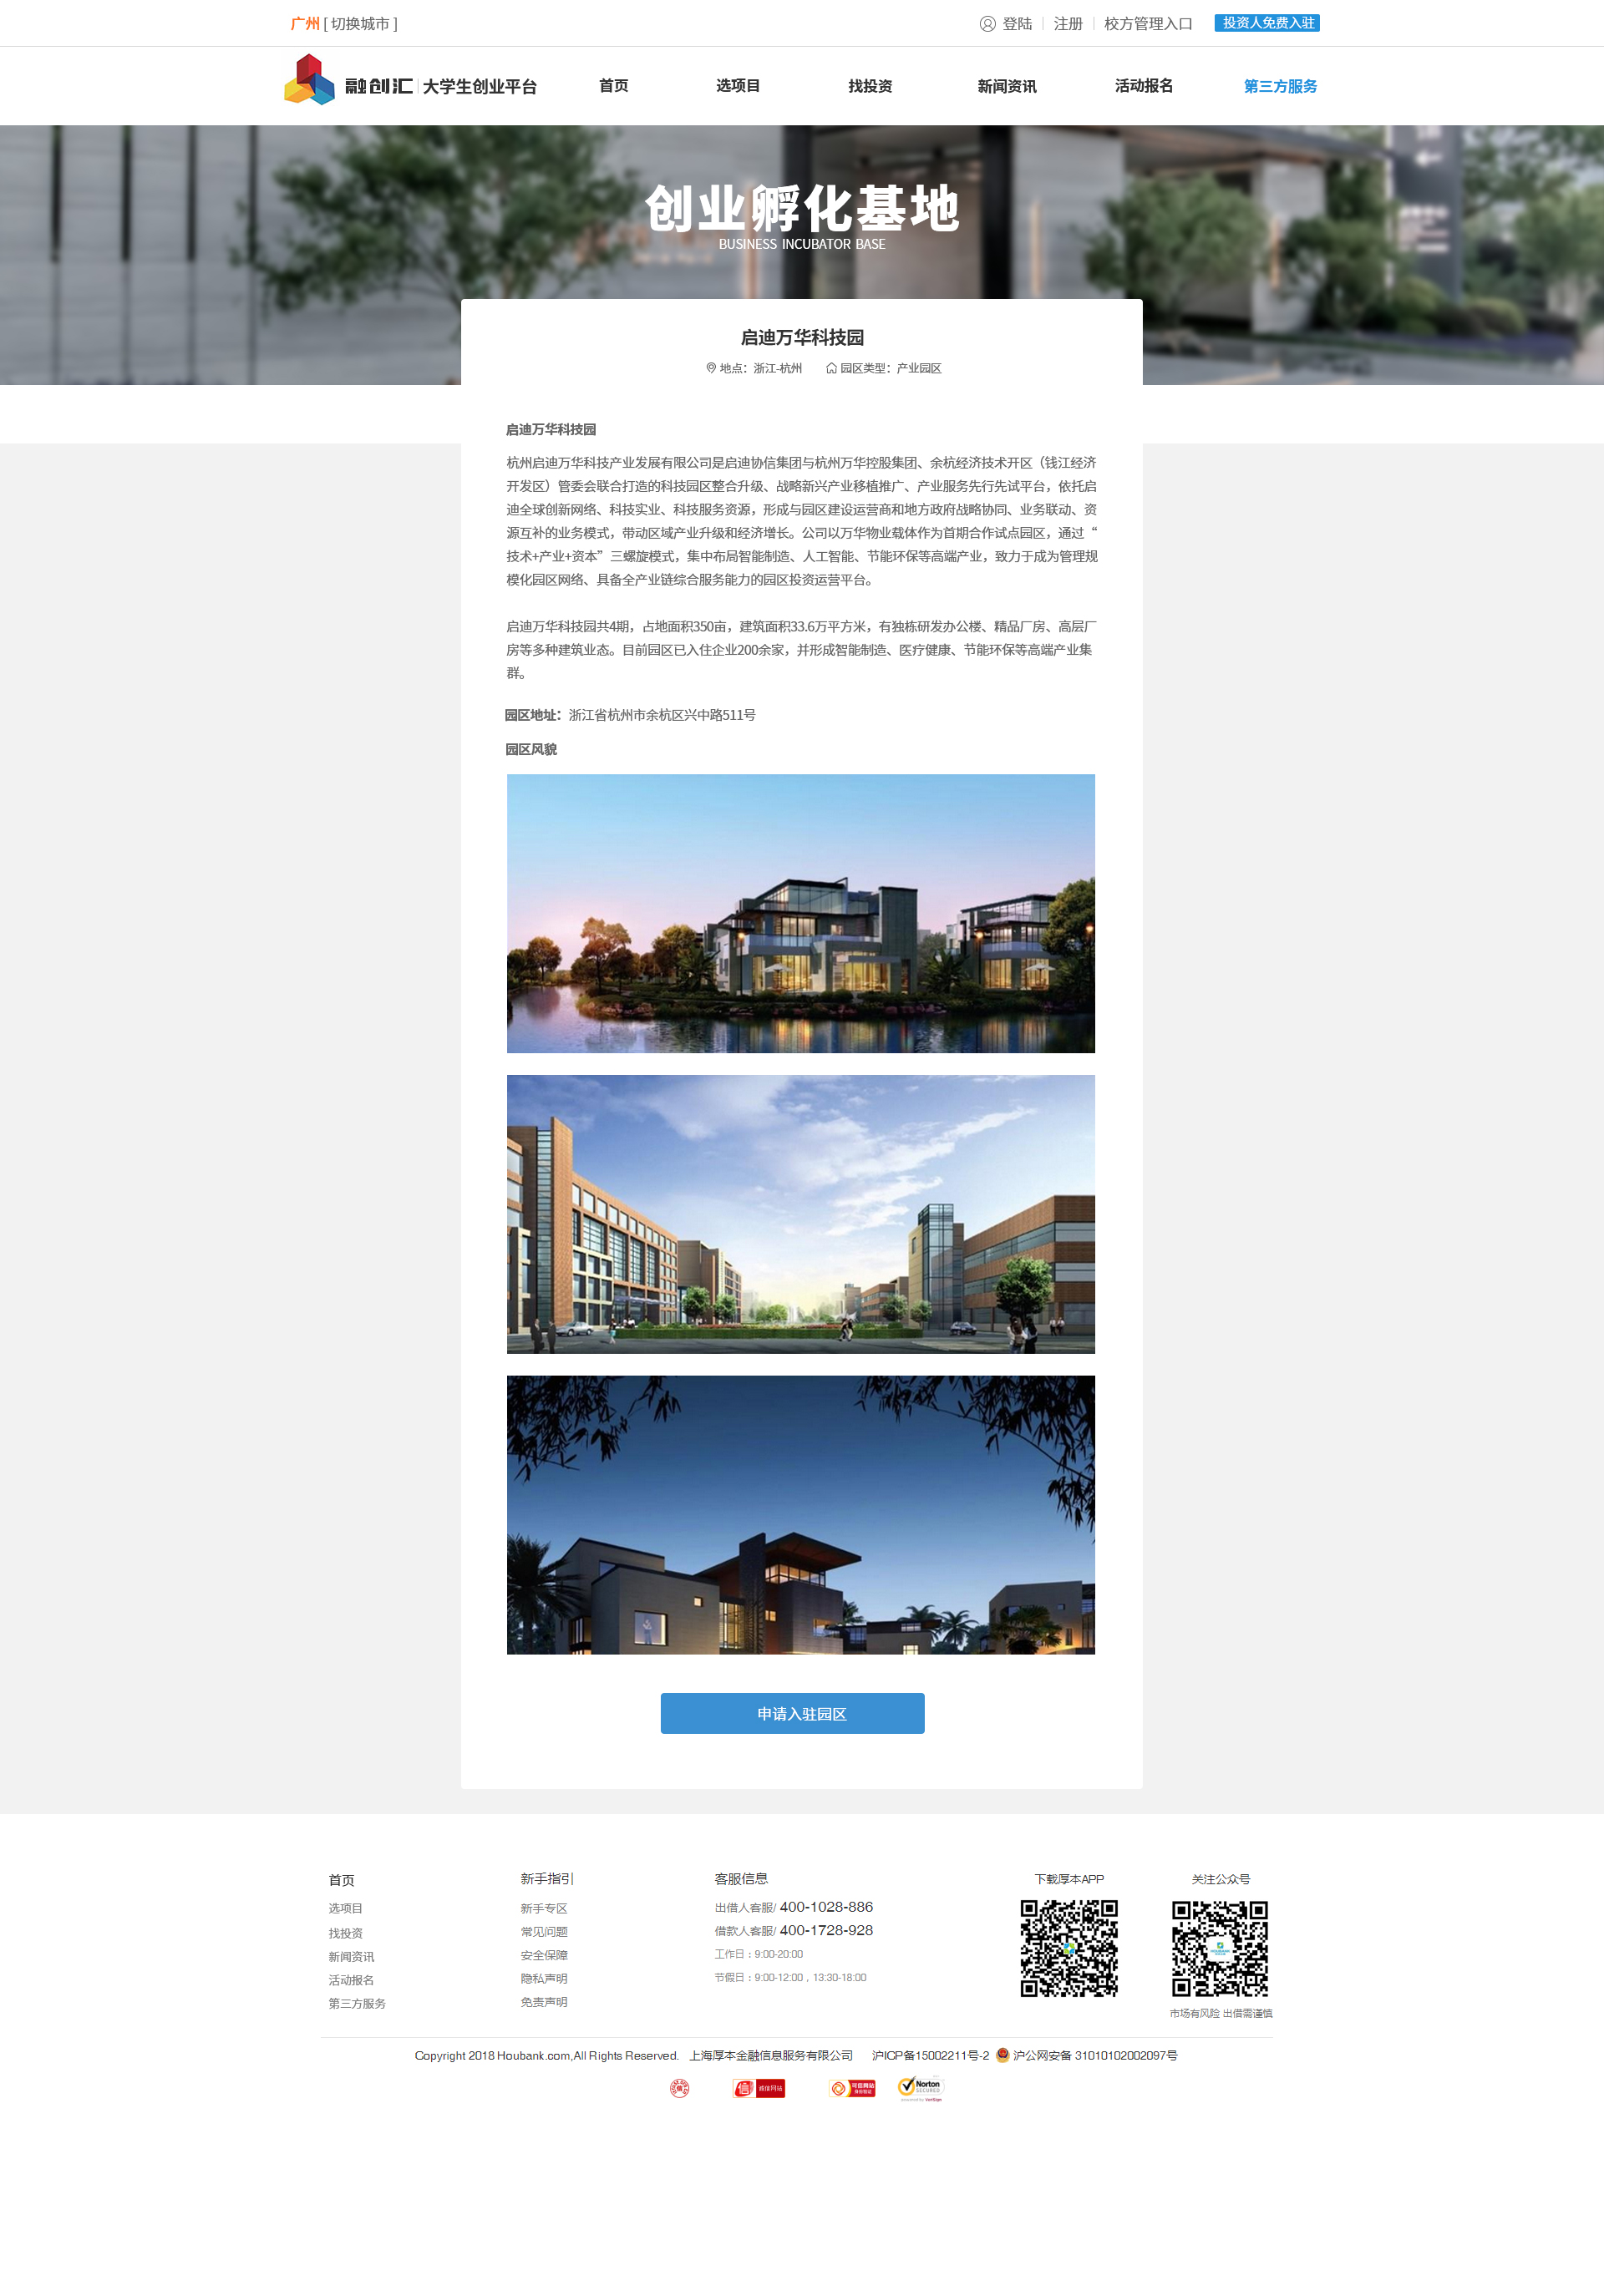 广州 [ 切换城市 ]
登陆 | 注册 | 校方管理入口 投资人免费入驻
融创汇 | 大学生创业平台 首页 选项目 找投资 新闻资讯 活动报名 第三方服务
创业孵化基地
BUSINESS INCUBATOR BASE
启迪万华科技园
地点：浙江-杭州 园区类型：产业园区
启迪万华科技园
杭州启迪万华科技产业发展有限公司是启迪协信集团与杭州万华控股集团、余杭经济技术开区（钱江经济
开发区）管委会联合打造的科技园区整合升级、战略新兴产业移植推广、产业服务先行先试平台，依托启
迪全球创新网络、科技实业、科技服务资源，形成与园区建设运营商和地方政府战略协同、业务联动、资
源互补的业务模式，带动区域产业升级和经济增长。公司以万华物业载体作为首期合作试点园区，通过“
技术+产业+资本”三螺旋模式，集中布局智能制造、人工智能、节能环保等高端产业，致力于成为管理规
模化园区网络、具备全产业链综合服务能力的园区投资运营平台。
启迪万华科技园共4期，占地面积350亩，建筑面积33.6万平方米，有独栋研发办公楼、精品厂房、高层厂
房等多种建筑业态。目前园区已入住企业200余家，并形成智能制造、医疗健康、节能环保等高端产业集
群。
园区地址：浙江省杭州市余杭区兴中路511号
园区风貌
申请入驻园区
首页
选项目
找投资
新闻资讯
活动报名
第三方服务
新手指引
新手专区
常见问题
安全保障
隐私声明
免责声明
客服信息
出借人客服/ 400-1028-886
借款人客服/ 400-1728-928
工作日：9:00-20:00
节假日：9:00-12:00，13:30-18:00
下载厚本APP
关注公众号
市场有风险 出借需谨慎
Copyright 2018 Houbank.com,All Rights Reserved. 上海厚本金融信息服务有限公司 沪ICP备15002211号-2 沪公网安备 31010102002097号
信 诚信网站 Norton
SECURED